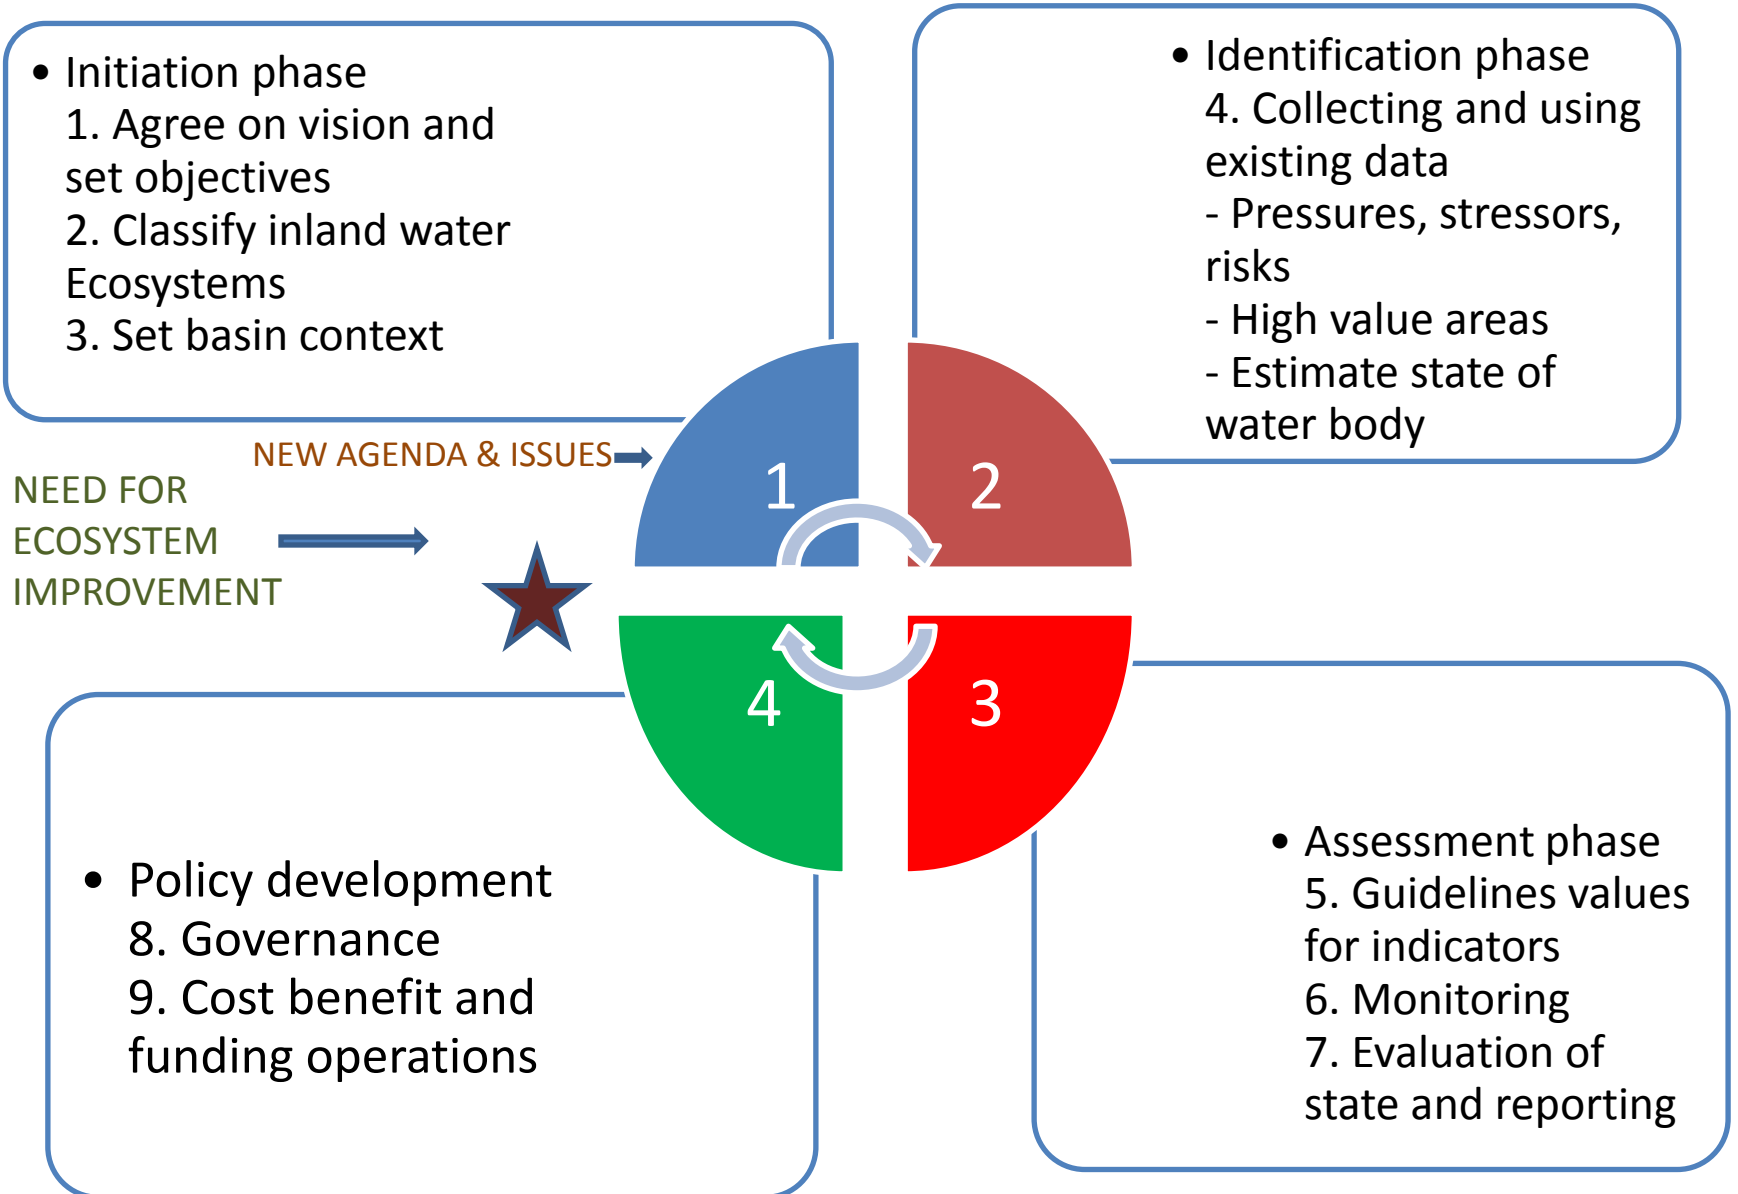 • Initiation phase
1. Agree on vision and
set objectives
2. Classify inland water
Ecosystems
3. Set basin context
• Identification phase
4. Collecting and using
existing data
- Pressures, stressors,
risks
- High value areas
- Estimate state of
water body
NEW AGENDA & ISSUES
NEED FOR
ECOSYSTEM
IMPROVEMENT
1
2
4
3
• Policy development
8. Governance
9. Cost benefit and
funding operations
• Assessment phase
5. Guidelines values
for indicators
6. Monitoring
7. Evaluation of
state and reporting